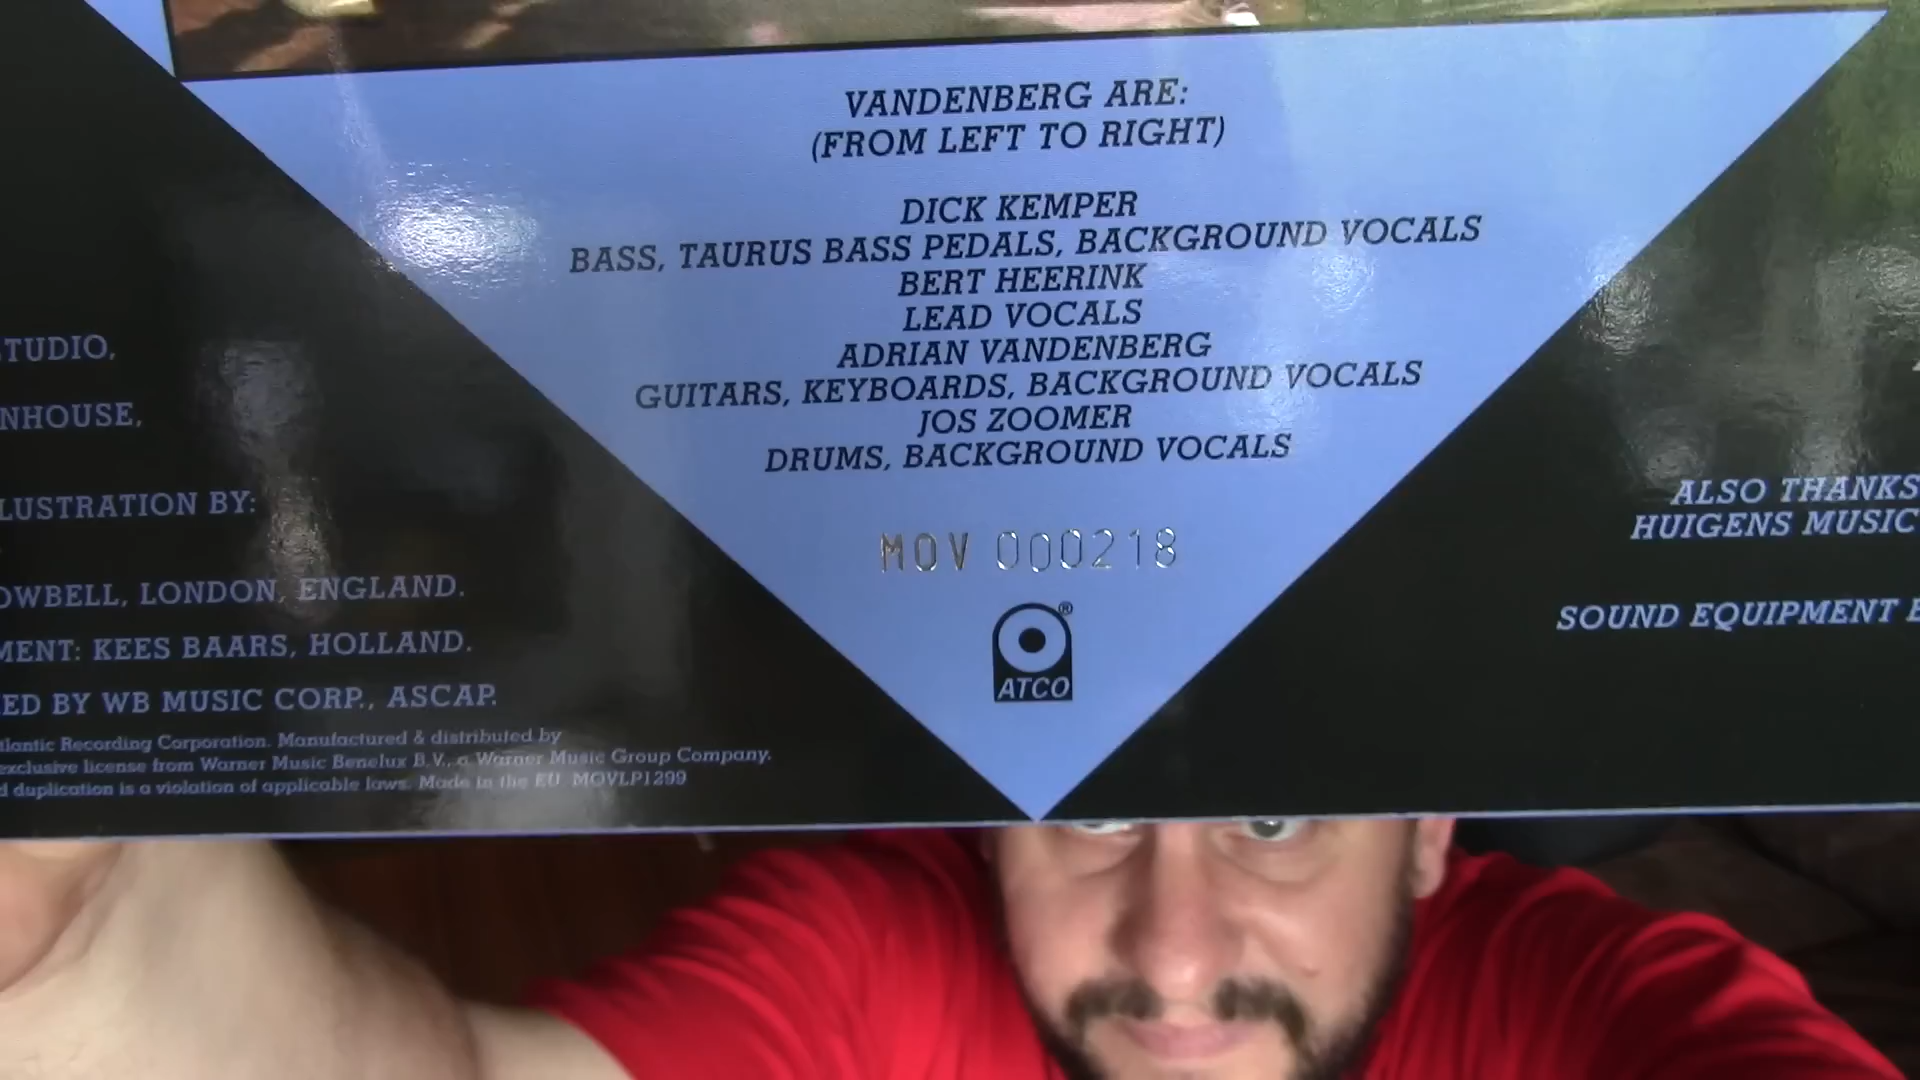 VANDENBERG ARE:
(FROM LEFT TO RIGHT)
DICK KEMPER
BASS, TAURUS BASS PEDALS, BACKGROUND VOCALS
BERT HEERINK
LEAD VOCALS
ADRIAN VANDENBERG
GUITARS, KEYBOARDS, BACKGROUND VOCALS
JOS ZOOMER
DRUMS, BACKGROUND VOCALS
MOV 000218
®
ATCO
TUDIO,
NHOUSE,
LUSTRATION BY:
OWBELL, LONDON, ENGLAND.
MENT: KEES BAARS, HOLLAND.
ED BY WB MUSIC CORP., ASCAP.
tlantic Recording Corporation. Manufactured & distributed by
exclusive license from Warner Music Benelux B.V., a Warner Music Group Company.
d duplication is a violation of applicable laws. Made in the EU MOVLP1299
ALSO THANKS
HUIGENS MUSIC
SOUND EQUIPMENT